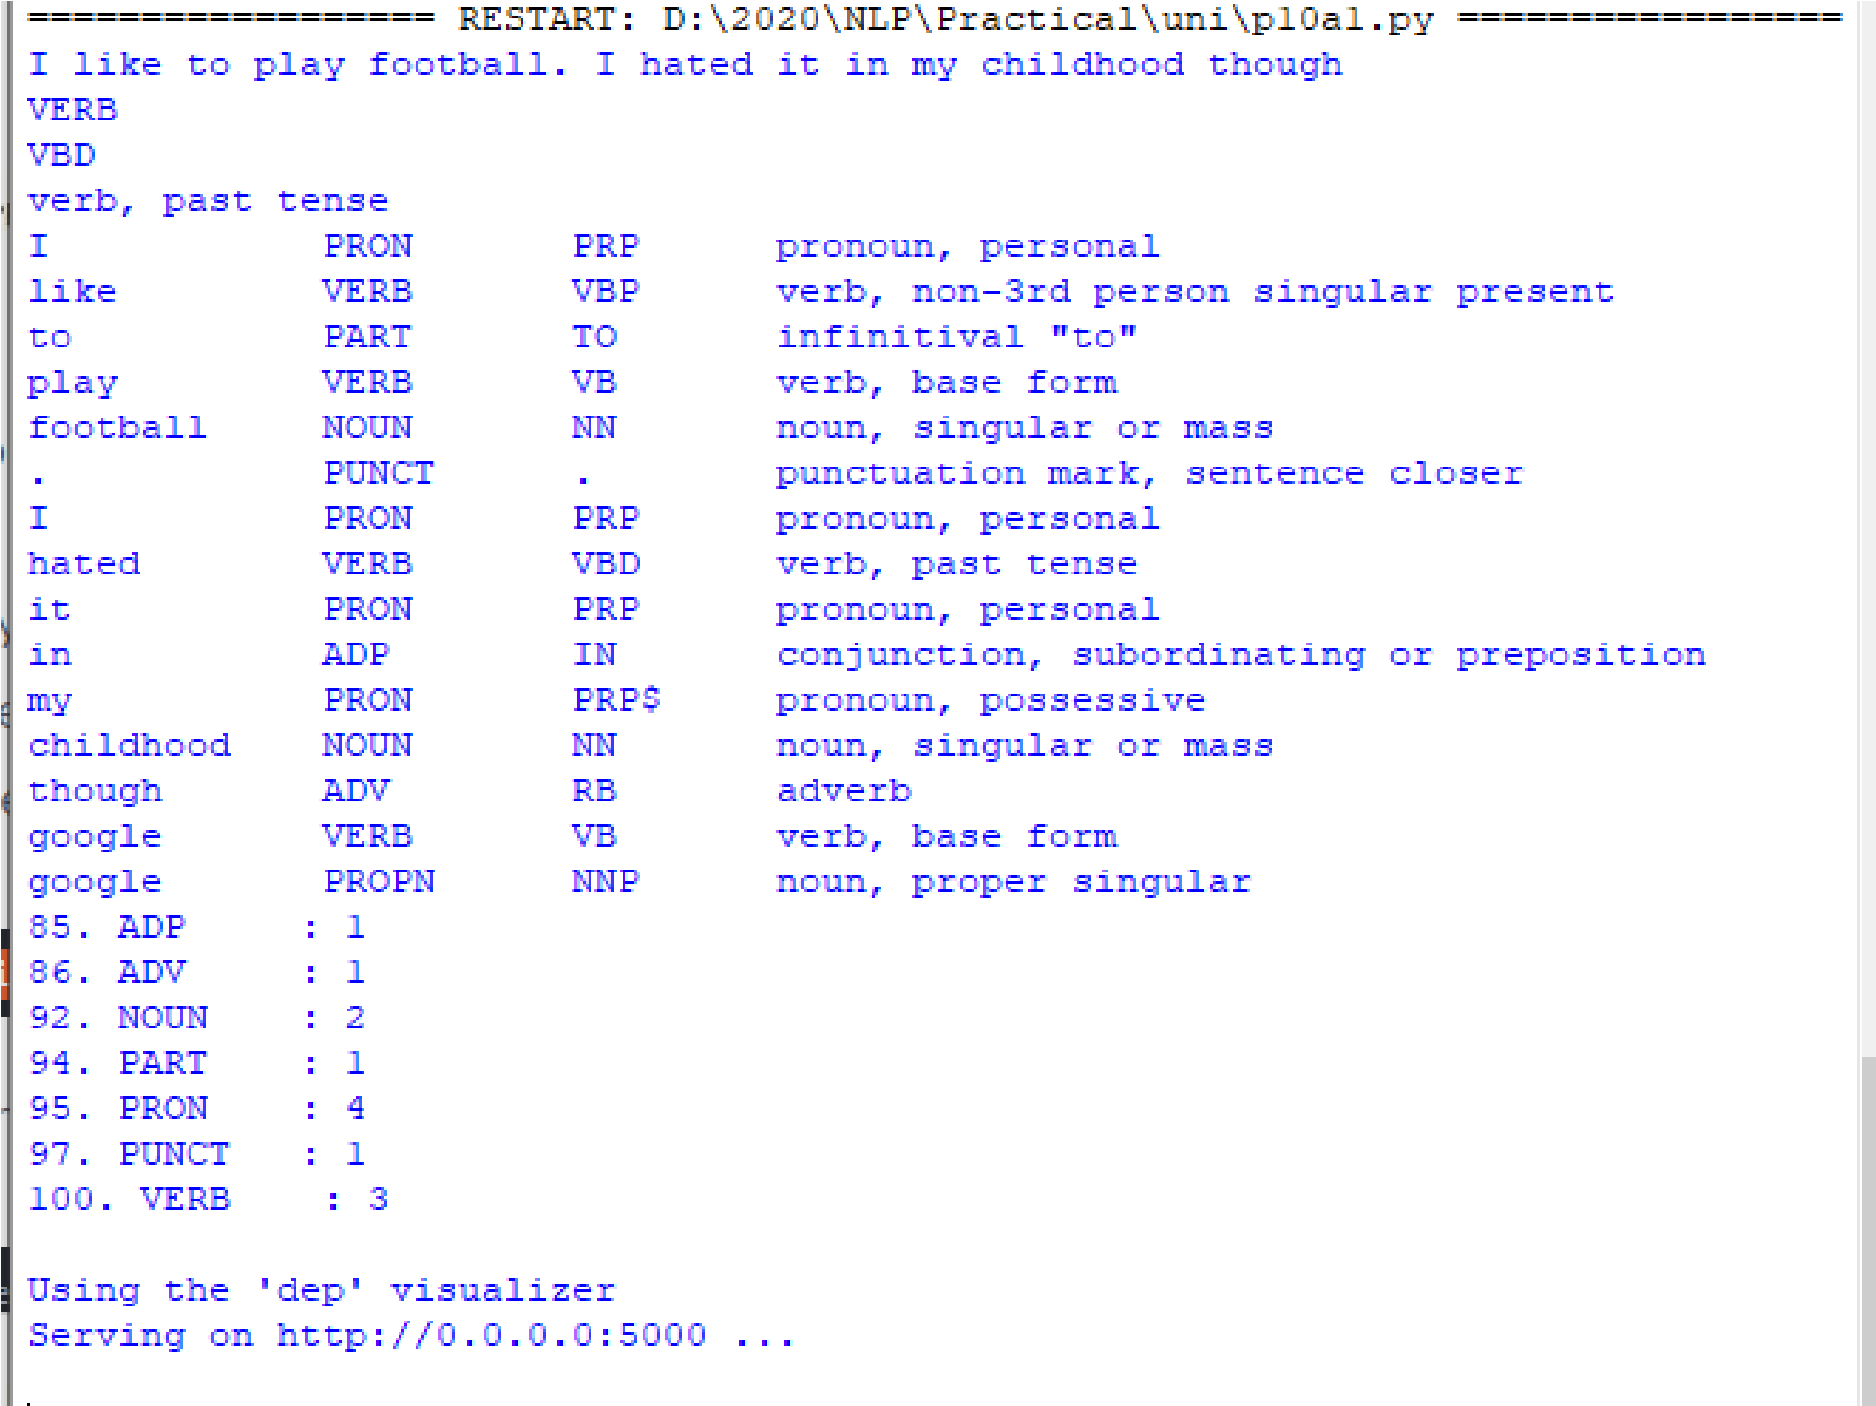 ================== RESTART: D:\2020\NLP\Practical\uni\p10a1.py =================
I like to play football. I hated it in my childhood though
VERB
VBD
verb, past tense
I PRON PRP pronoun, personal
like VERB VBP verb, non-3rd person singular present
to PART TO infinitival "to"
play VERB VB verb, base form
football NOUN NN noun, singular or mass
. PUNCT . punctuation mark, sentence closer
I PRON PRP pronoun, personal
hated VERB VBD verb, past tense
it PRON PRP pronoun, personal
in ADP IN conjunction, subordinating or preposition
my PRON PRP$ pronoun, possessive
childhood NOUN NN noun, singular or mass
though ADV RB adverb
google VERB VB verb, base form
google PROPN NNP noun, proper singular
85. ADP : 1
86. ADV : 1
92. NOUN : 2
94. PART : 1
95. PRON : 4
97. PUNCT : 1
100. VERB : 3
Using the 'dep' visualizer
Serving on http://0.0.0.0:5000 ...